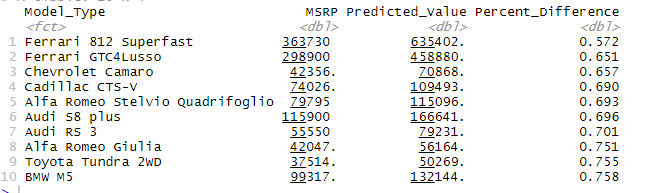 Model_Type MSRP Predicted_Value Percent_Difference
<fct> <dbl> <dbl> <dbl>
1 Ferrari 812 Superfast 363730 635402. 0.572
2 Ferrari GTC4Lusso 298900 458880. 0.651
3 Chevrolet Camaro 42356. 70868. 0.657
4 Cadillac CTS-V 74026. 109493. 0.690
5 Alfa Romeo Stelvio Quadrifoglio 79795 115096. 0.693
6 Audi S8 plus 115900 166641. 0.696
7 Audi RS 3 55550 79231. 0.701
8 Alfa Romeo Giulia 42047. 56164. 0.751
9 Toyota Tundra 2WD 37514. 50269. 0.755
10 BMW M5 99317. 132144. 0.758
>